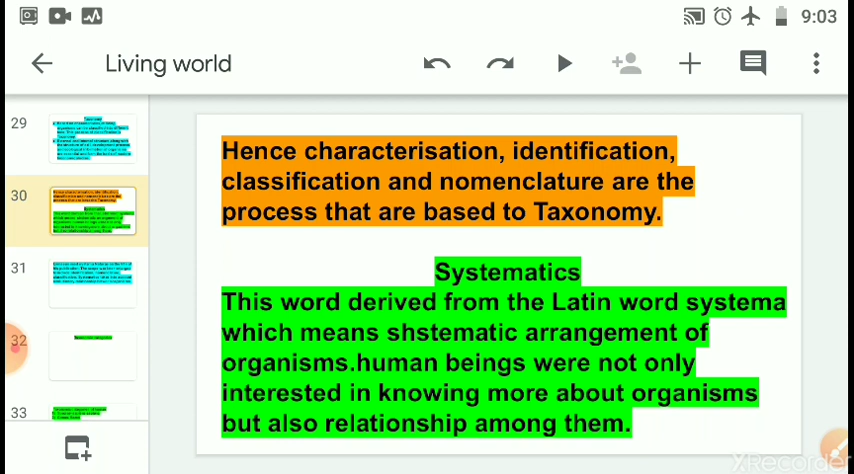 9:03
Living world
29
Taxonomy
30
Hence characterisation, identification,
classification and nomenclature are the
process that are based to Taxonomy.
Systematics
This word derived from the Latin word systema
which means shstematic arrangement of
organisms.human beings were not only
interested in knowing more about organisms
but also relationship among them.
31
32
33
XRecorder